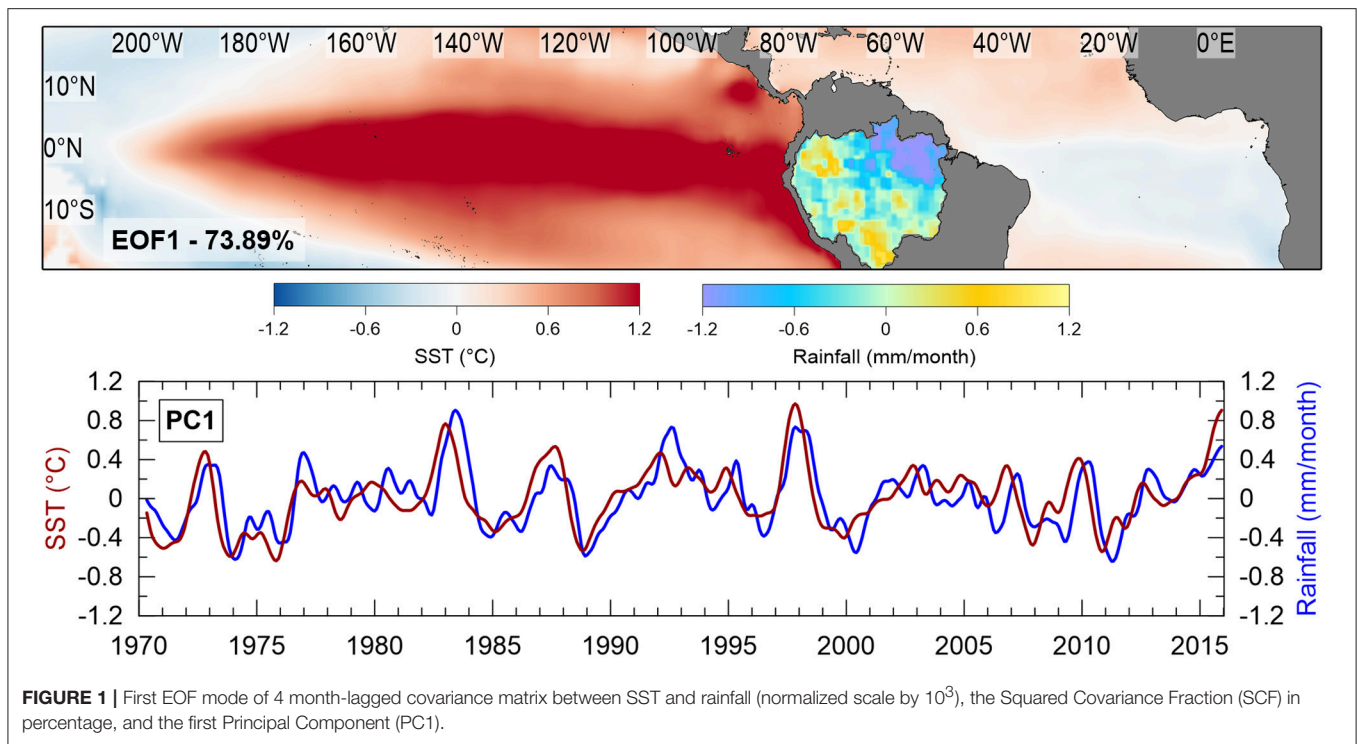 200°W 180°W 160°W 140°W 120°W 100°W 80°W 60°W 40°W 20°W 0°E
10°N
0°N
10°S
EOF1 - 73.89%
-1.2 -0.6 0 0.6 1.2
SST (°C)
-1.2 -0.6 0 0.6 1.2
Rainfall (mm/month)
PC1
SST (°C)
1.2
0.8
0.4
0
-0.4
-0.8
-1.2
1.2
0.8
0.4
0
-0.4
-0.8
-1.2
Rainfall (mm/month)
1970 1975 1980 1985 1990 1995 2000 2005 2010 2015
FIGURE 1 | First EOF mode of 4 month-lagged covariance matrix between SST and rainfall (normalized scale by 10³), the Squared Covariance Fraction (SCF) in
percentage, and the first Principal Component (PC1).